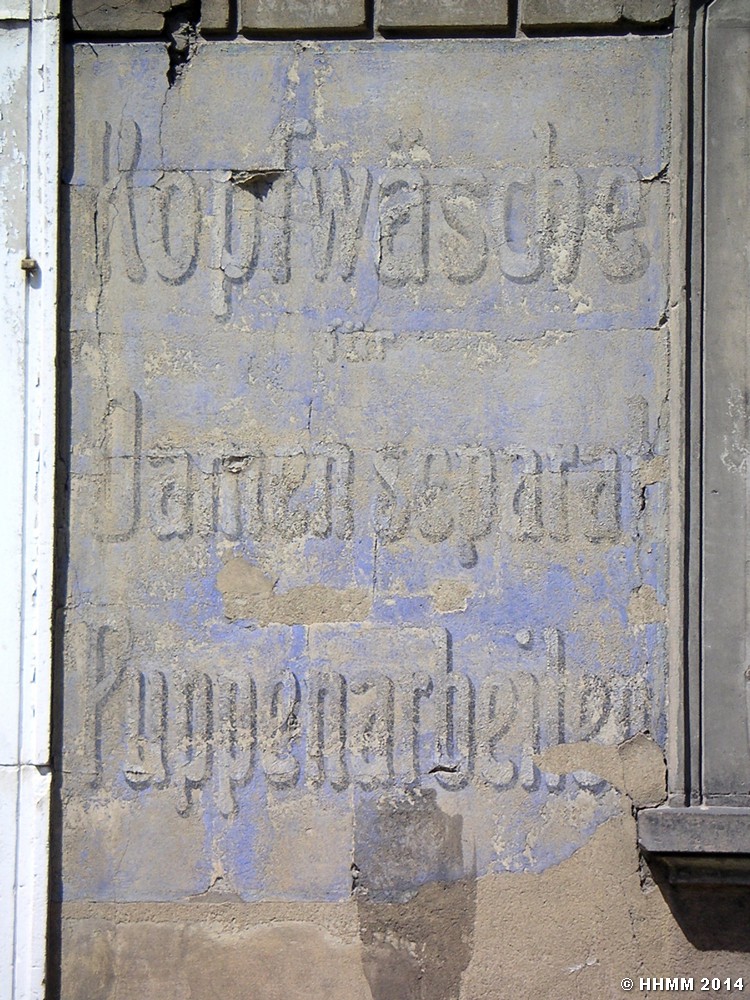 Kopfwäsche
für
Damen separat
Puppenarbeiten
© HHMM 2014